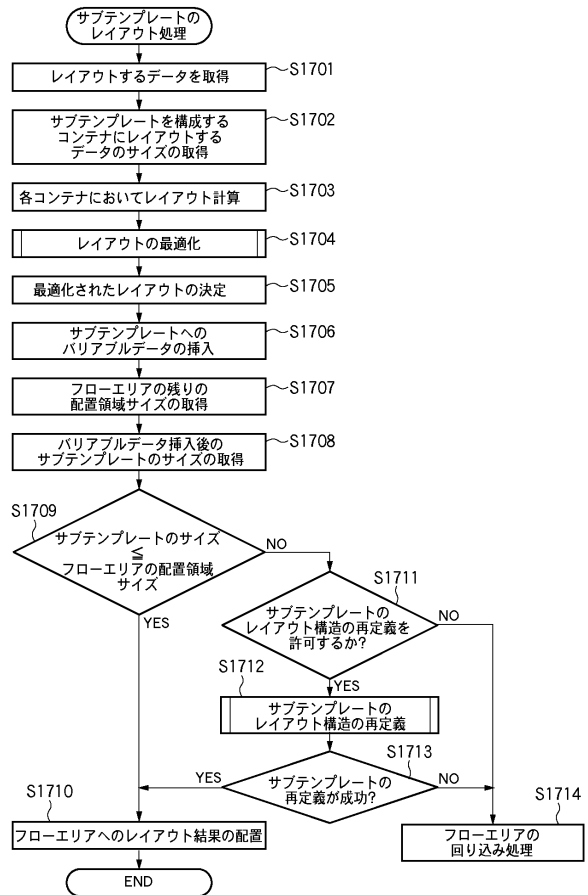 サブテンプレートの
レイアウト処理
レイアウトするデータを取得
S1701
サブテンプレートを構成する
コンテナにレイアウトする
データのサイズの取得
S1702
各コンテナにおいてレイアウト計算
S1703
レイアウトの最適化
S1704
最適化されたレイアウトの決定
S1705
サブテンプレートへの
バリアブルデータの挿入
S1706
フローエリアの残りの
配置領域サイズの取得
S1707
バリアブルデータ挿入後の
サブテンプレートのサイズの取得
S1708
S1709
サブテンプレートのサイズ
≦
フローエリアの配置領域
サイズ
NO
YES
S1711
サブテンプレートの
レイアウト構造の再定義を
許可するか?
NO
YES
S1712
サブテンプレートの
レイアウト構造の再定義
S1713
サブテンプレートの
再定義が成功?
YES
NO
S1710
フローエリアへのレイアウト結果の配置
S1714
フローエリアの
回り込み処理
END